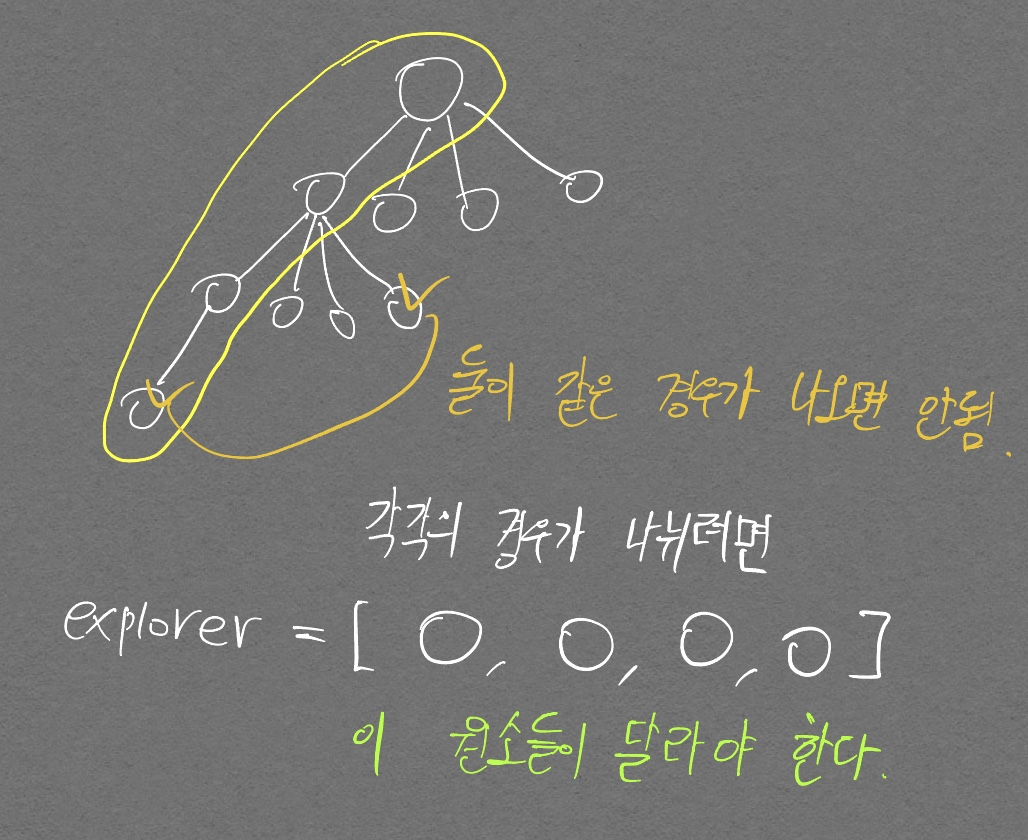 둘이 같은 경우가 나오면 안됨.
각각의 경우가 나뉘려면
explorer = [ O, O, O, O ]
이 원소들이 달라야 한다.